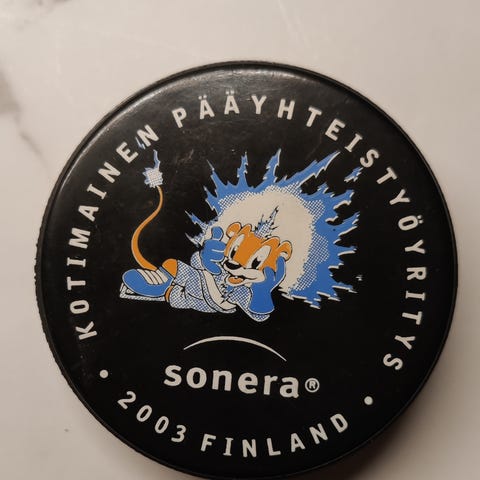 KOTIMAINEN PÄÄYHTEISTYÖYRITYS
sonera®
• 2003 FINLAND •